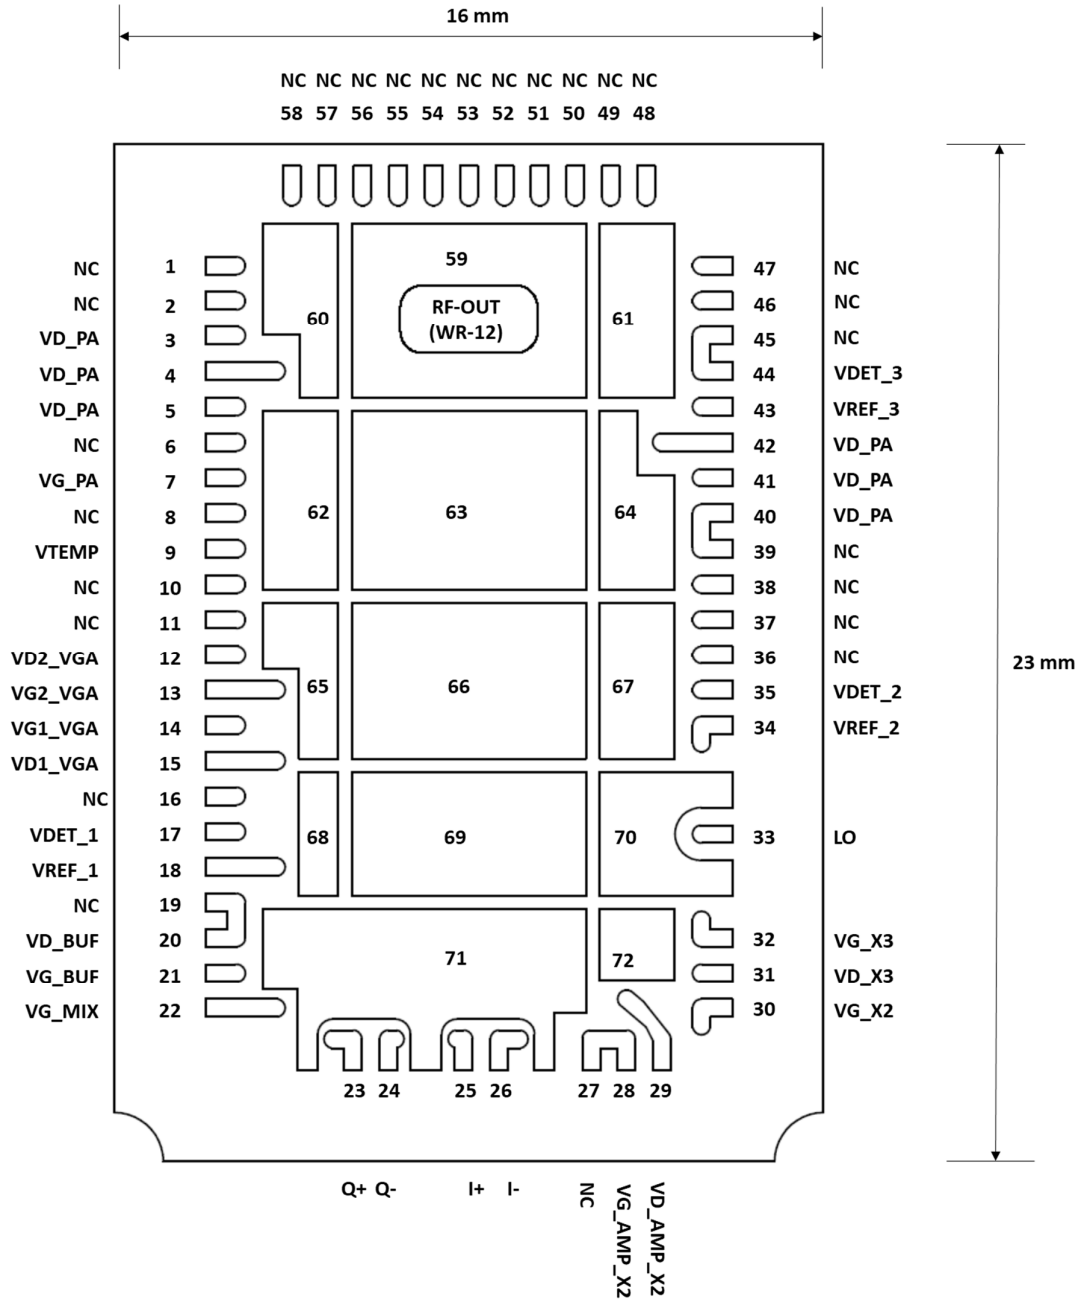 16 mm
NC NC NC NC NC NC NC NC NC NC NC
58 57 56 55 54 53 52 51 50 49 48
59
RF-OUT
(WR-12)
60
61
62
63
64
65
66
67
68
69
70
71
72
NC 1
NC 2
VD_PA 3
VD_PA 4
VD_PA 5
NC 6
VG_PA 7
NC 8
VTEMP 9
NC 10
NC 11
VD2_VGA 12
VG2_VGA 13
VG1_VGA 14
VD1_VGA 15
NC 16
VDET_1 17
VREF_1 18
NC 19
VD_BUF 20
VG_BUF 21
VG_MIX 22
47 NC
46 NC
45 NC
44 VDET_3
43 VREF_3
42 VD_PA
41 VD_PA
40 VD_PA
39 NC
38 NC
37 NC
36 NC
35 VDET_2
34 VREF_2
33 LO
32 VG_X3
31 VD_X3
30 VG_X2
23 mm
23 24 25 26 27 28 29
Q+ Q- I+ I-
NC
VG_AMP_X2
VD_AMP_X2